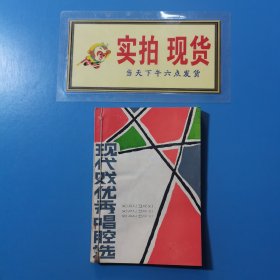 实拍 现货
当天下午六点发货
现代戏优秀唱腔选